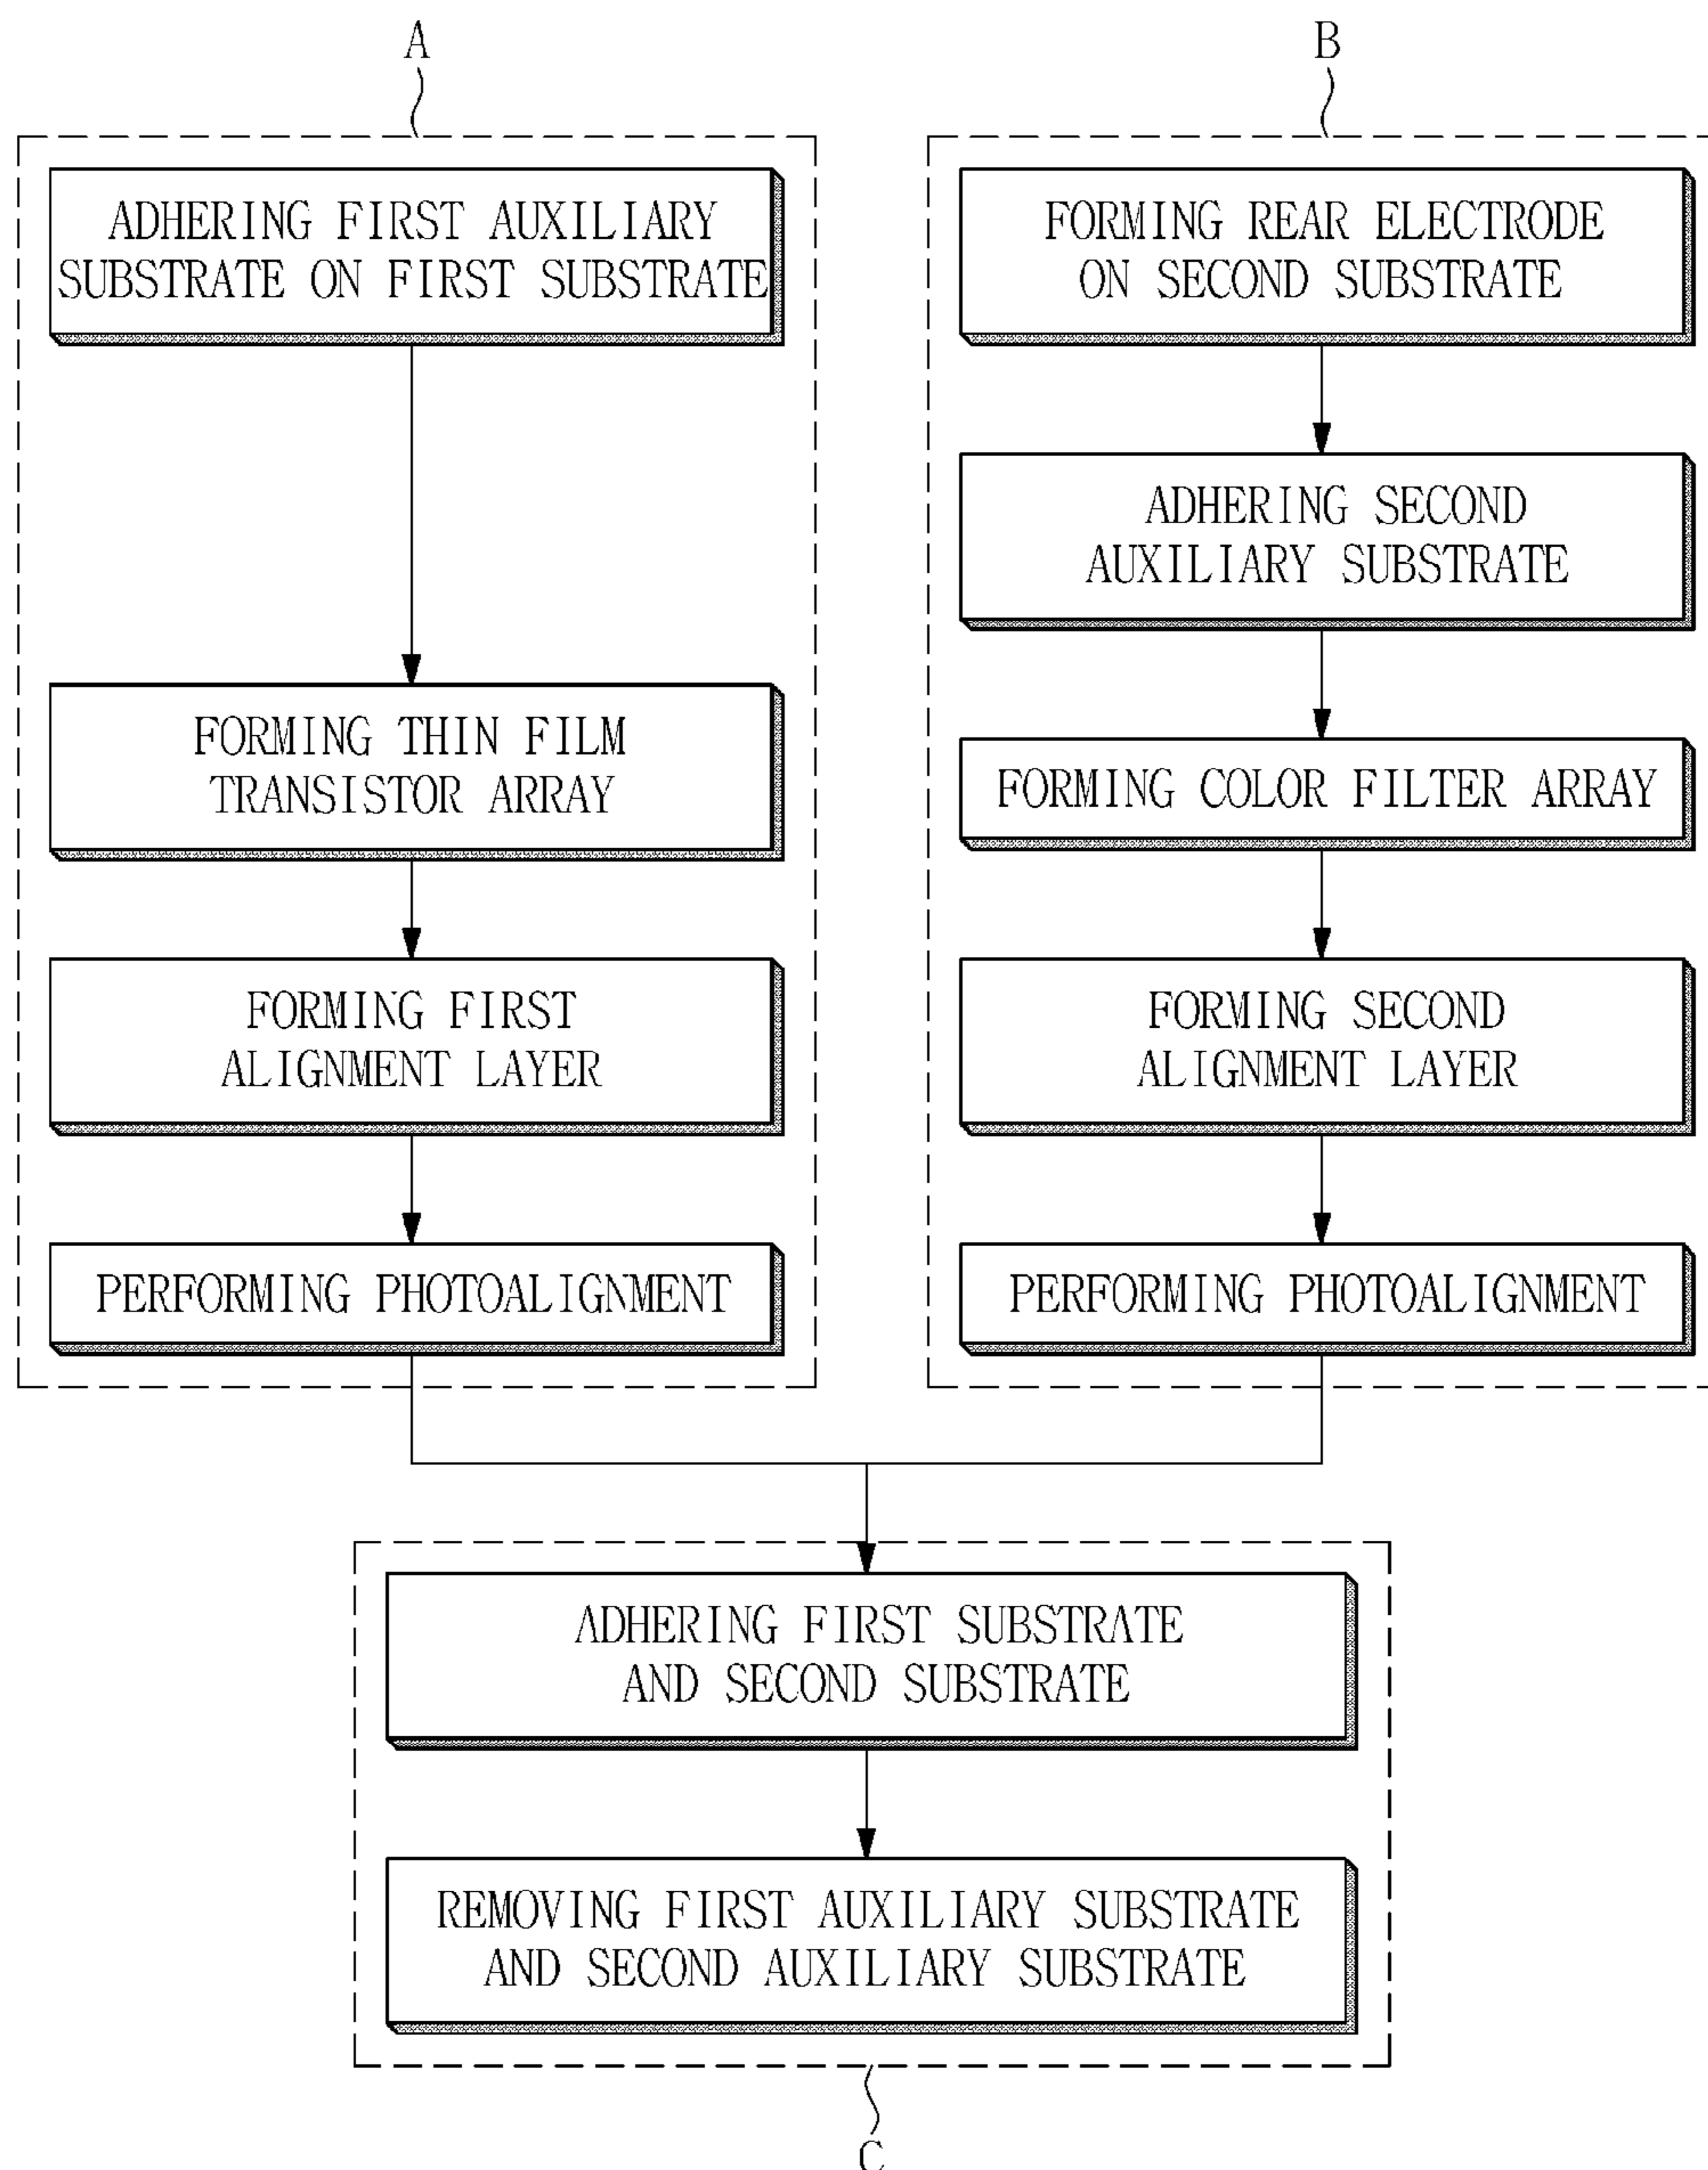 A
ADHERING FIRST AUXILIARY
SUBSTRATE ON FIRST SUBSTRATE
FORMING THIN FILM
TRANSISTOR ARRAY
FORMING FIRST
ALIGNMENT LAYER
PERFORMING PHOTOALIGNMENT
B
FORMING REAR ELECTRODE
ON SECOND SUBSTRATE
ADHERING SECOND
AUXILIARY SUBSTRATE
FORMING COLOR FILTER ARRAY
FORMING SECOND
ALIGNMENT LAYER
PERFORMING PHOTOALIGNMENT
ADHERING FIRST SUBSTRATE
AND SECOND SUBSTRATE
REMOVING FIRST AUXILIARY SUBSTRATE
AND SECOND AUXILIARY SUBSTRATE
C